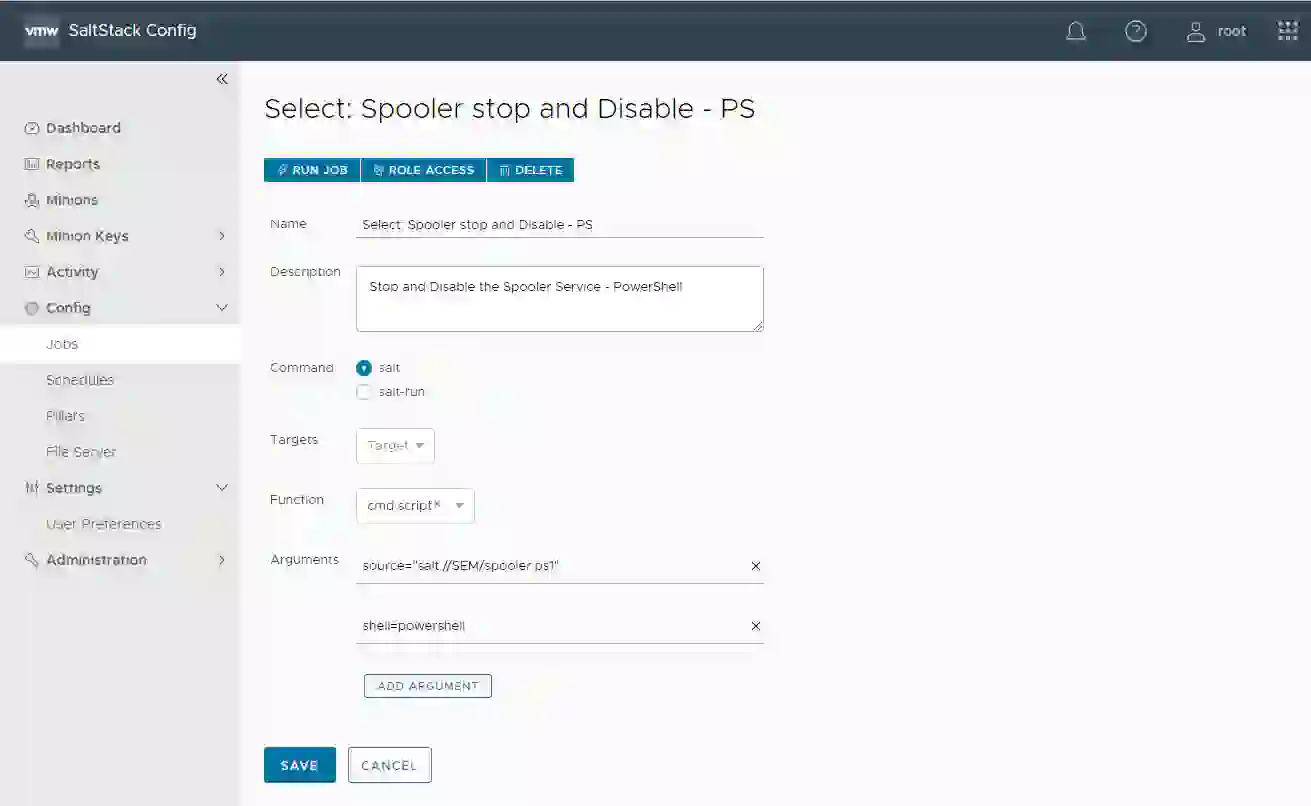 vmw SaltStack Config
root
Dashboard
Reports
Minions
Minion Keys
Activity
Config
Jobs
Schedules
Pillars
File Server
Settings
User Preferences
Administration
Select: Spooler stop and Disable - PS
RUN JOB
ROLE ACCESS
DELETE
Name
Select: Spooler stop and Disable - PS
Description
Stop and Disable the Spooler Service - PowerShell
Command
salt
salt-run
Targets
Target
Function
cmd.script*
Arguments
source="salt://SEM/spooler.ps1"
shell=powershell
ADD ARGUMENT
SAVE
CANCEL